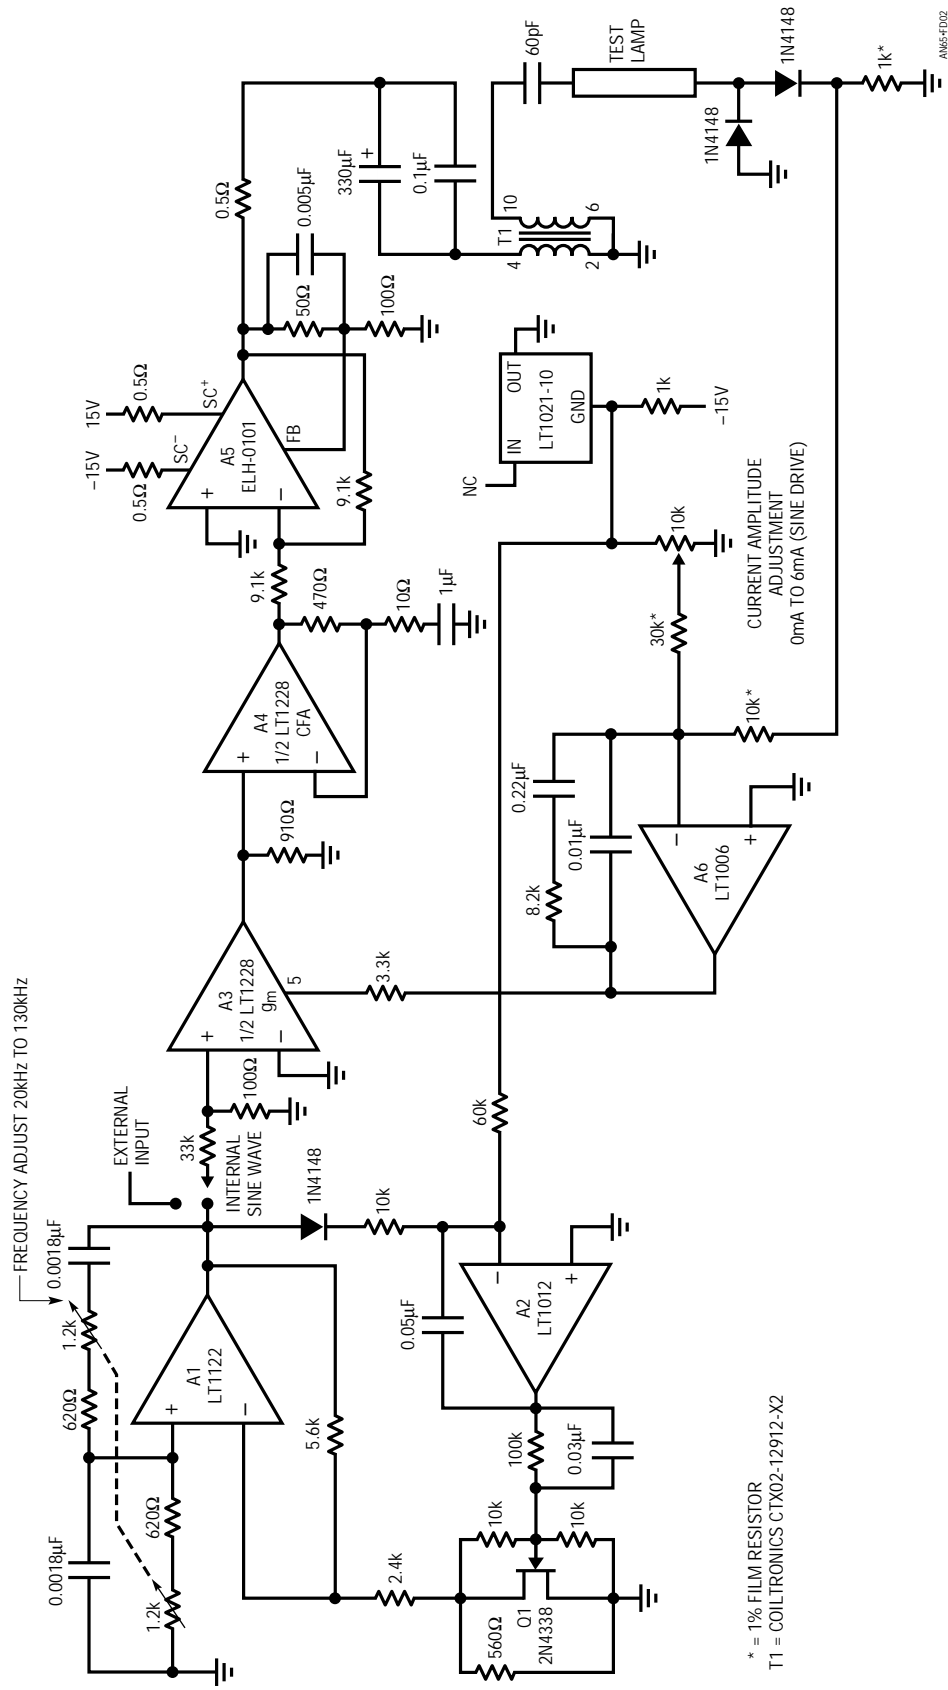 FREQUENCY ADJUST 20kHz TO 130kHz
0.0018µF
620Ω
1.2k
0.0018µF
1.2k
620Ω
+
–
A1
LT1122
5.6k
2.4k
560Ω
Q1
2N4338
10k
10k
100k
0.03µF
A2
LT1012
–
+
0.05µF
10k
1N4148
60k
EXTERNAL
INPUT
INTERNAL
SINE WAVE
33k
100Ω
+
–
A3
1/2 LT1228
gm
5
3.3k
910Ω
+
–
A4
1/2 LT1228
CFA
470Ω
10Ω
1µF
9.1k
9.1k
+
–
A5
ELH-0101
SC–
SC+
FB
–15V
15V
0.5Ω
0.5Ω
50Ω
0.005µF
100Ω
0.5Ω
330µF
+
0.1µF
T1
4
2
10
6
60pF
TEST
LAMP
1N4148
1N4148
1k*
NC
IN
OUT
LT1021-10
GND
1k
–15V
10k
CURRENT AMPLITUDE
ADJUSTMENT
0mA TO 6mA (SINE DRIVE)
30k*
10k*
0.22µF
8.2k
0.01µF
–
+
A6
LT1006
* = 1% FILM RESISTOR
T1 = COILTRONICS CTX02-12912-X2
AN65•FD02